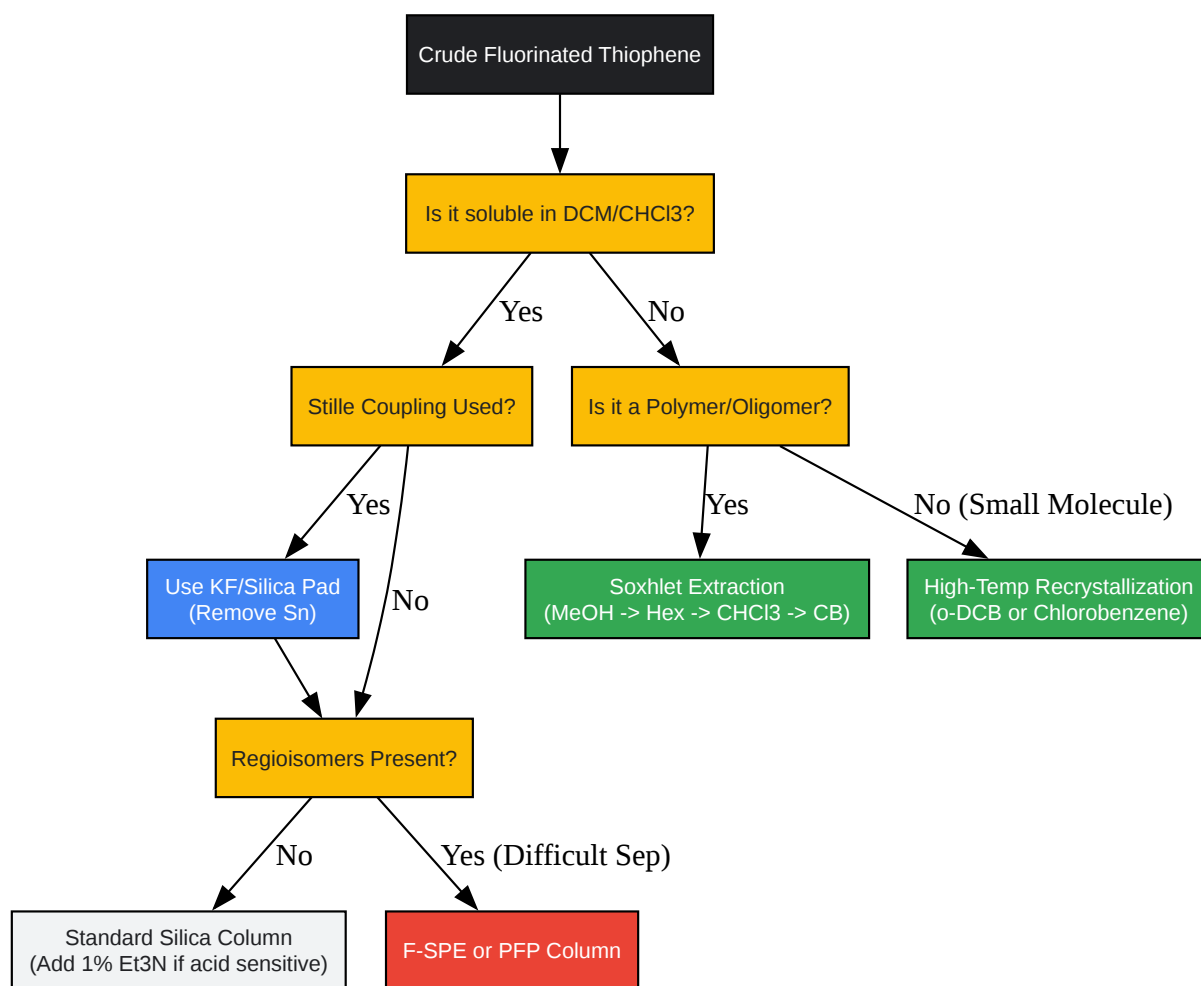 Crude Fluorinated Thiophene
Is it soluble in DCM/CHCl3?
Yes
No
Stille Coupling Used?
Is it a Polymer/Oligomer?
Yes
No
Yes
No (Small Molecule)
Use KF/Silica Pad
(Remove Sn)
Soxhlet Extraction
(MeOH -> Hex -> CHCl3 -> CB)
High-Temp Recrystallization
(o-DCB or Chlorobenzene)
Regioisomers Present?
No
Yes (Difficult Sep)
Standard Silica Column
(Add 1% Et3N if acid sensitive)
F-SPE or PFP Column